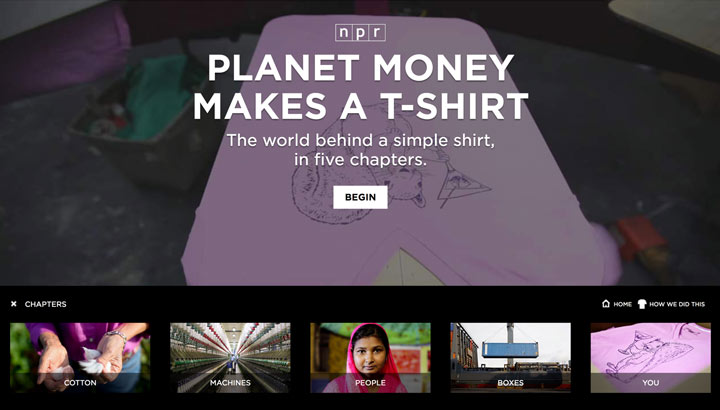 npr
PLANET MONEY
MAKES A T-SHIRT
The world behind a simple shirt,
in five chapters.
BEGIN
✖ CHAPTERS
HOME
HOW WE DID THIS
COTTON
MACHINES
PEOPLE
BOXES
YOU